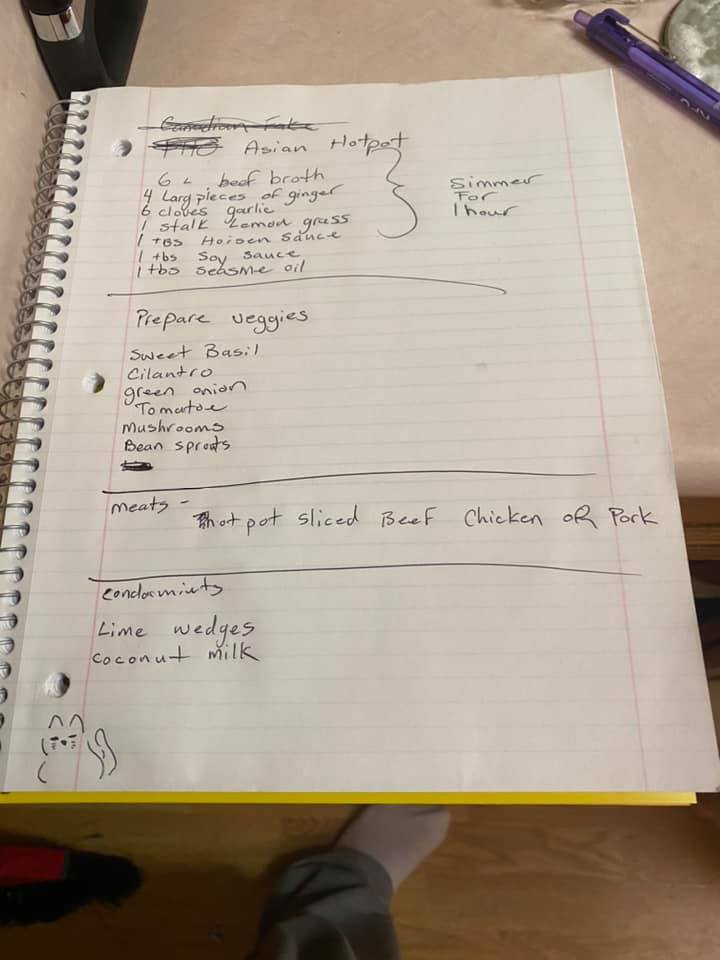 Canadian Fake
PHO Asian Hotpot
6 c beef broth
4 Larg pieces of ginger
6 cloves garlic
1 stalk Lemon grass
1 tBS Hoisen sauce
1 tbs Soy sauce
1 tbs Seasme oil
Simmer
For
1 hour
Prepare veggies
Sweet Basil
Cilantro
green onion
Tomatoe
Mushrooms
Bean sprouts
Meats -
hot pot sliced Beef Chicken OR Pork
Condomints
Lime wedges
coconut milk